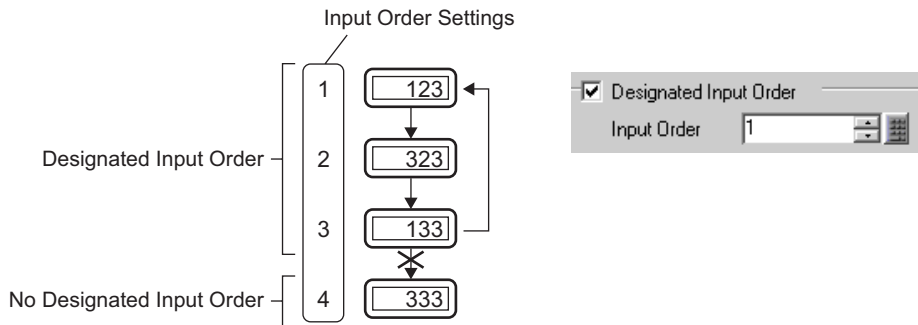 Input Order Settings
1
123
Designated Input Order
Input Order
1
Designated Input Order
2
323
3
133
No Designated Input Order
4
333